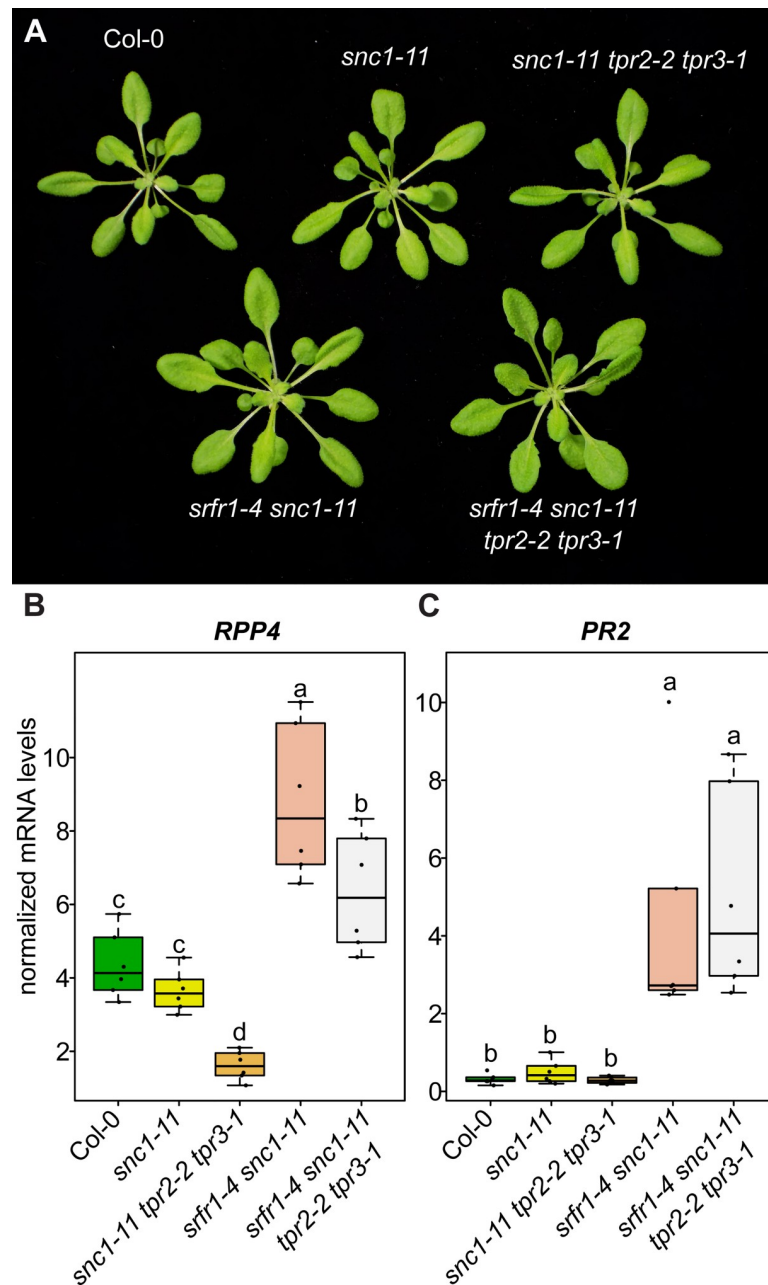 A
Col-0
snc1-11
snc1-11 tpr2-2 tpr3-1
srfr1-4 snc1-11
srfr1-4 snc1-11
tpr2-2 tpr3-1
B
RPP4
normalized mRNA levels
10
8
6
4
2
c
c
d
a
b
Col-0
snc1-11
snc1-11 tpr2-2 tpr3-1
srfr1-4 snc1-11
srfr1-4 snc1-11
tpr2-2 tpr3-1
C
PR2
10
8
6
4
2
0
b
b
b
a
a
Col-0
snc1-11
snc1-11 tpr2-2 tpr3-1
srfr1-4 snc1-11
srfr1-4 snc1-11
tpr2-2 tpr3-1